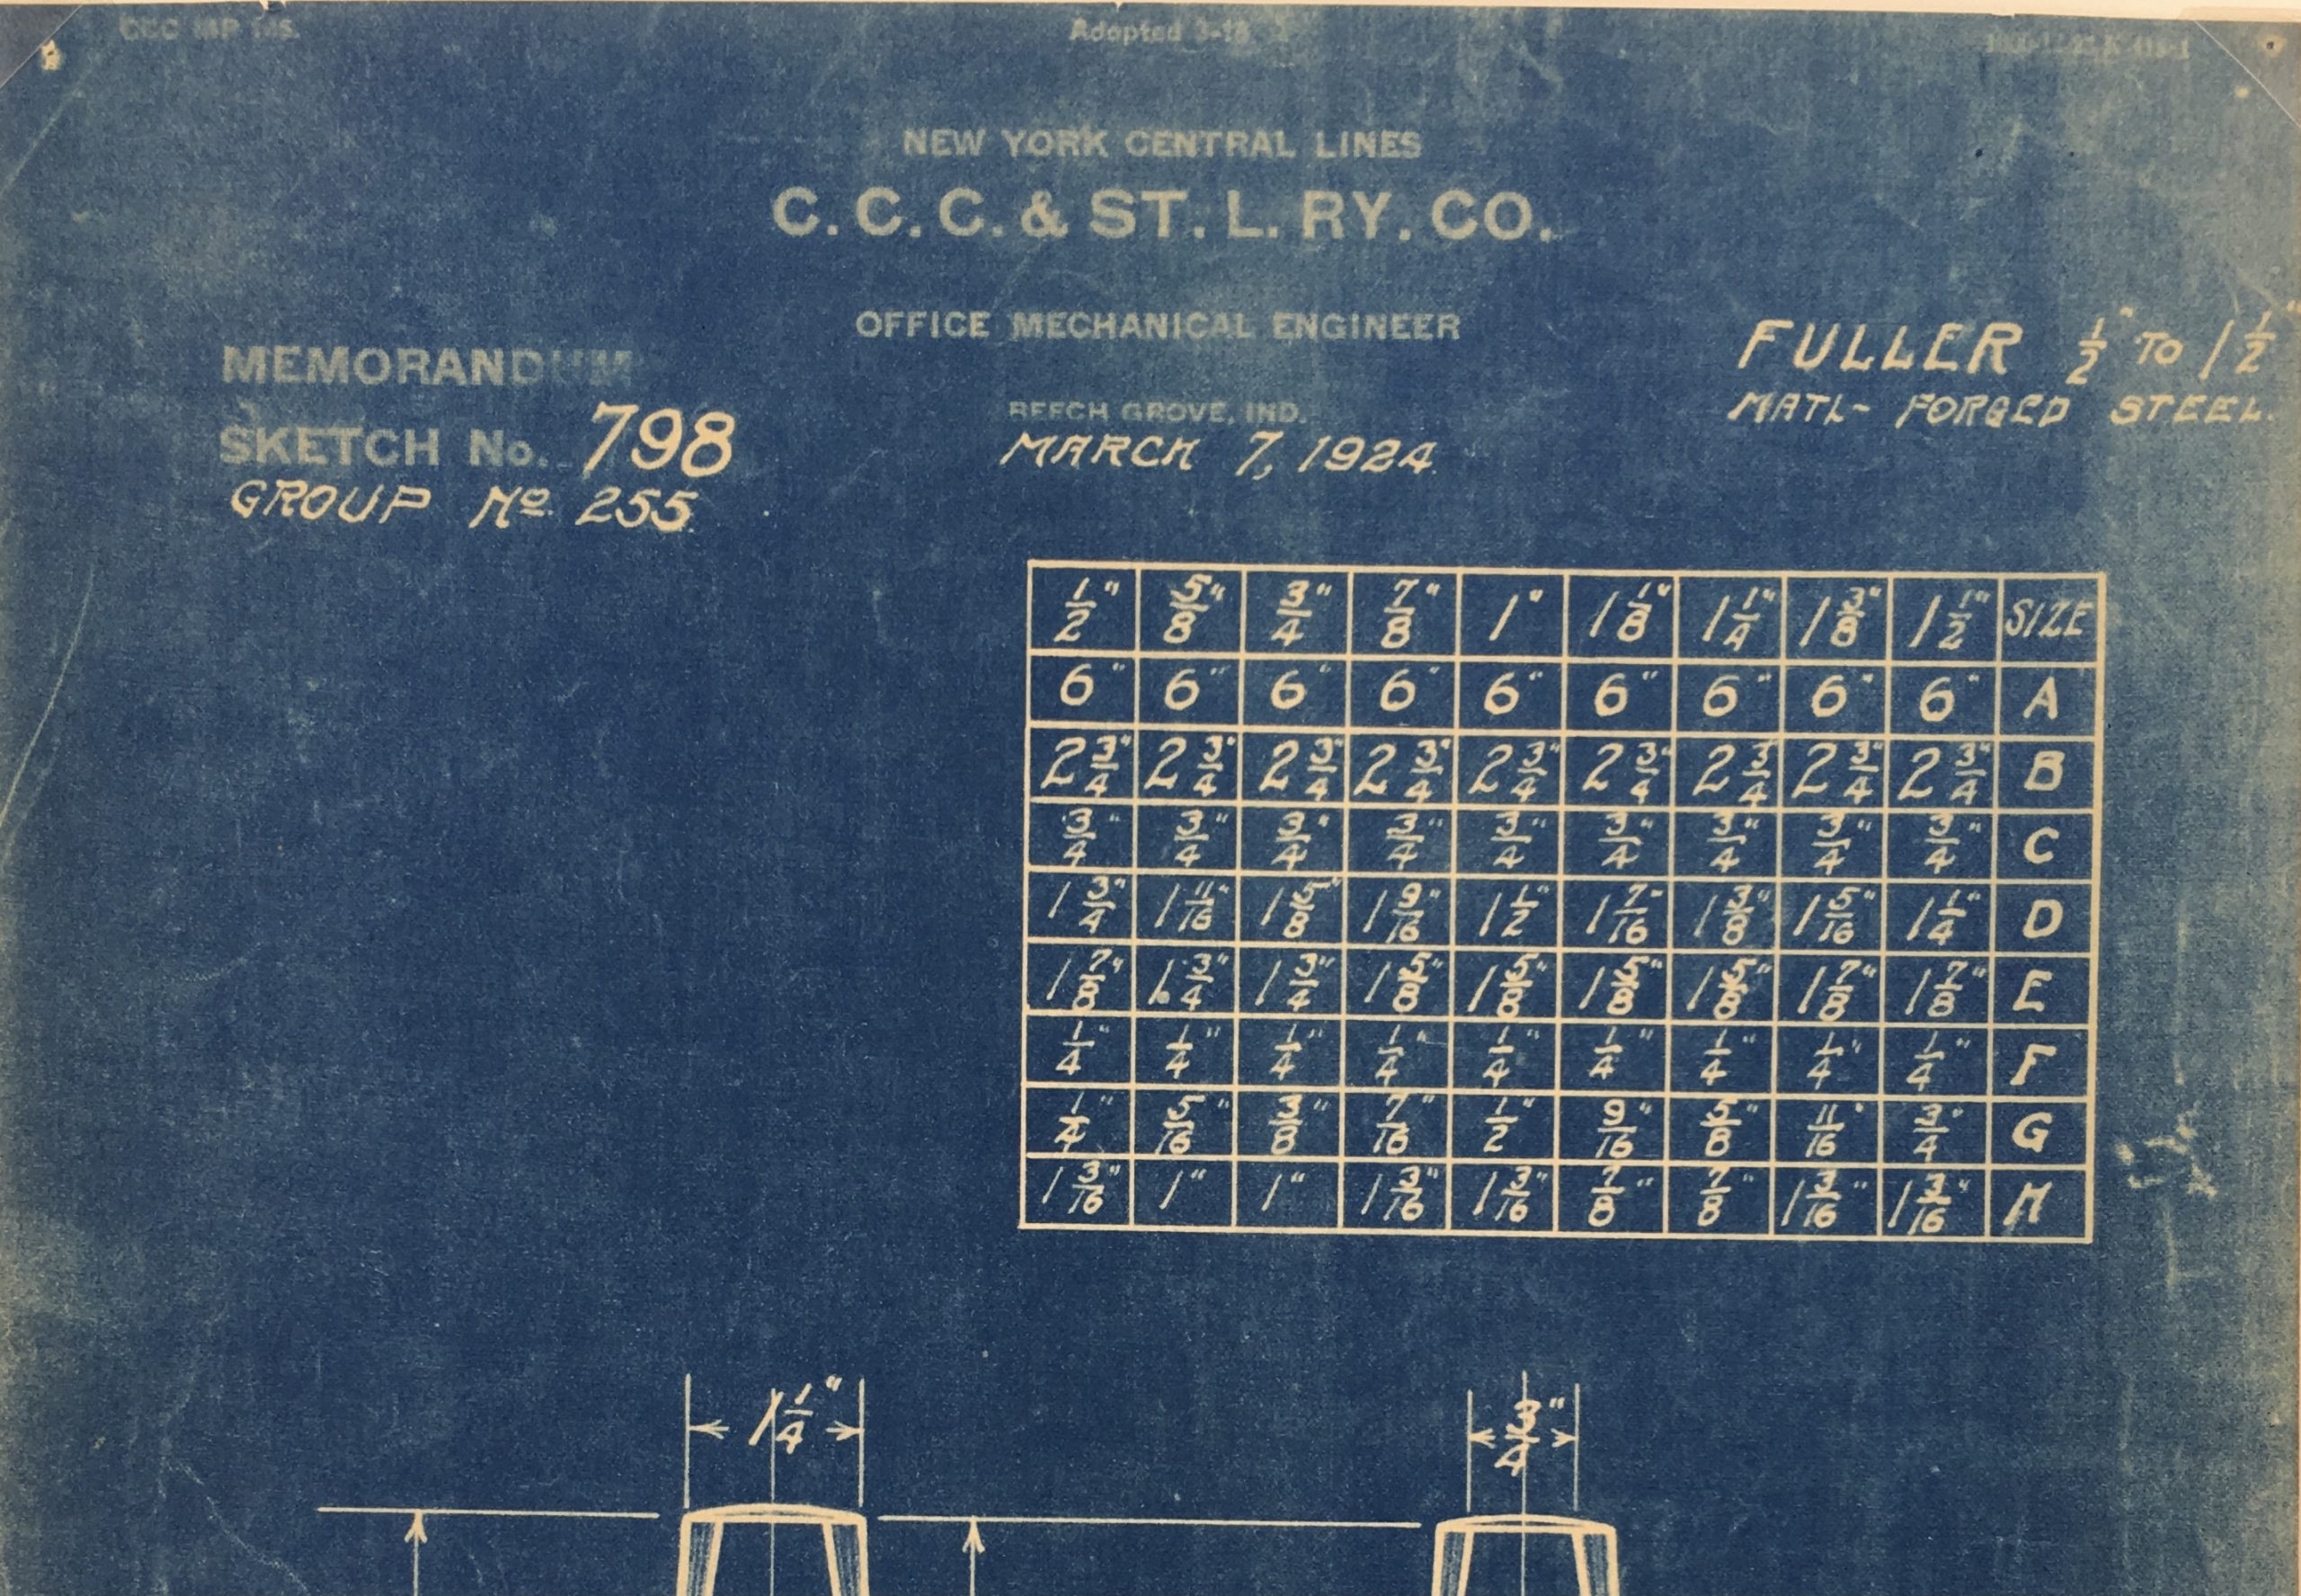 Adopted
NEW YORK CENTRAL LINES
C. C. C. & ST. L. RY. CO.
OFFICE MECHANICAL ENGINEER
MEMORANDUM
SKETCH No. 798
GROUP No. 255
BEECH GROVE, IND.
MARCH 7, 1924
FULLER 1/2" TO 1 1/2"
MATL- FORGED STEEL.
1/2" 5/8" 3/4" 7/8" 1" 1 1/8" 1 1/4" 1 3/8" 1 1/2" SIZE
6" 6" 6" 6" 6" 6" 6" 6" 6" A
2 3/4" 2 3/4" 2 3/4" 2 3/4" 2 3/4" 2 3/4" 2 3/4" 2 3/4" 2 3/4" B
3/4" 3/4" 3/4" 3/4" 3/4" 3/4" 3/4" 3/4" 3/4" C
1 3/4" 1 11/16" 1 5/8" 1 9/16" 1 1/2" 1 7/16" 1 3/8" 1 5/16" 1 1/4" D
1 7/8" 1 3/4" 1 3/4" 1 5/8" 1 5/8" 1 5/8" 1 5/8" 1 7/8" 1 7/8" E
1/4" 1/4" 1/4" 1/4" 1/4" 1/4" 1/4" 1/4" 1/4" F
1/4" 5/16" 3/8" 7/16" 1/2" 9/16" 5/8" 11/16" 3/4" G
1 3/16" 1" 1" 1 3/16" 1 3/16" 7/8" 7/8" 1 3/16" 1 3/16" H
1 1/4" 3/4"